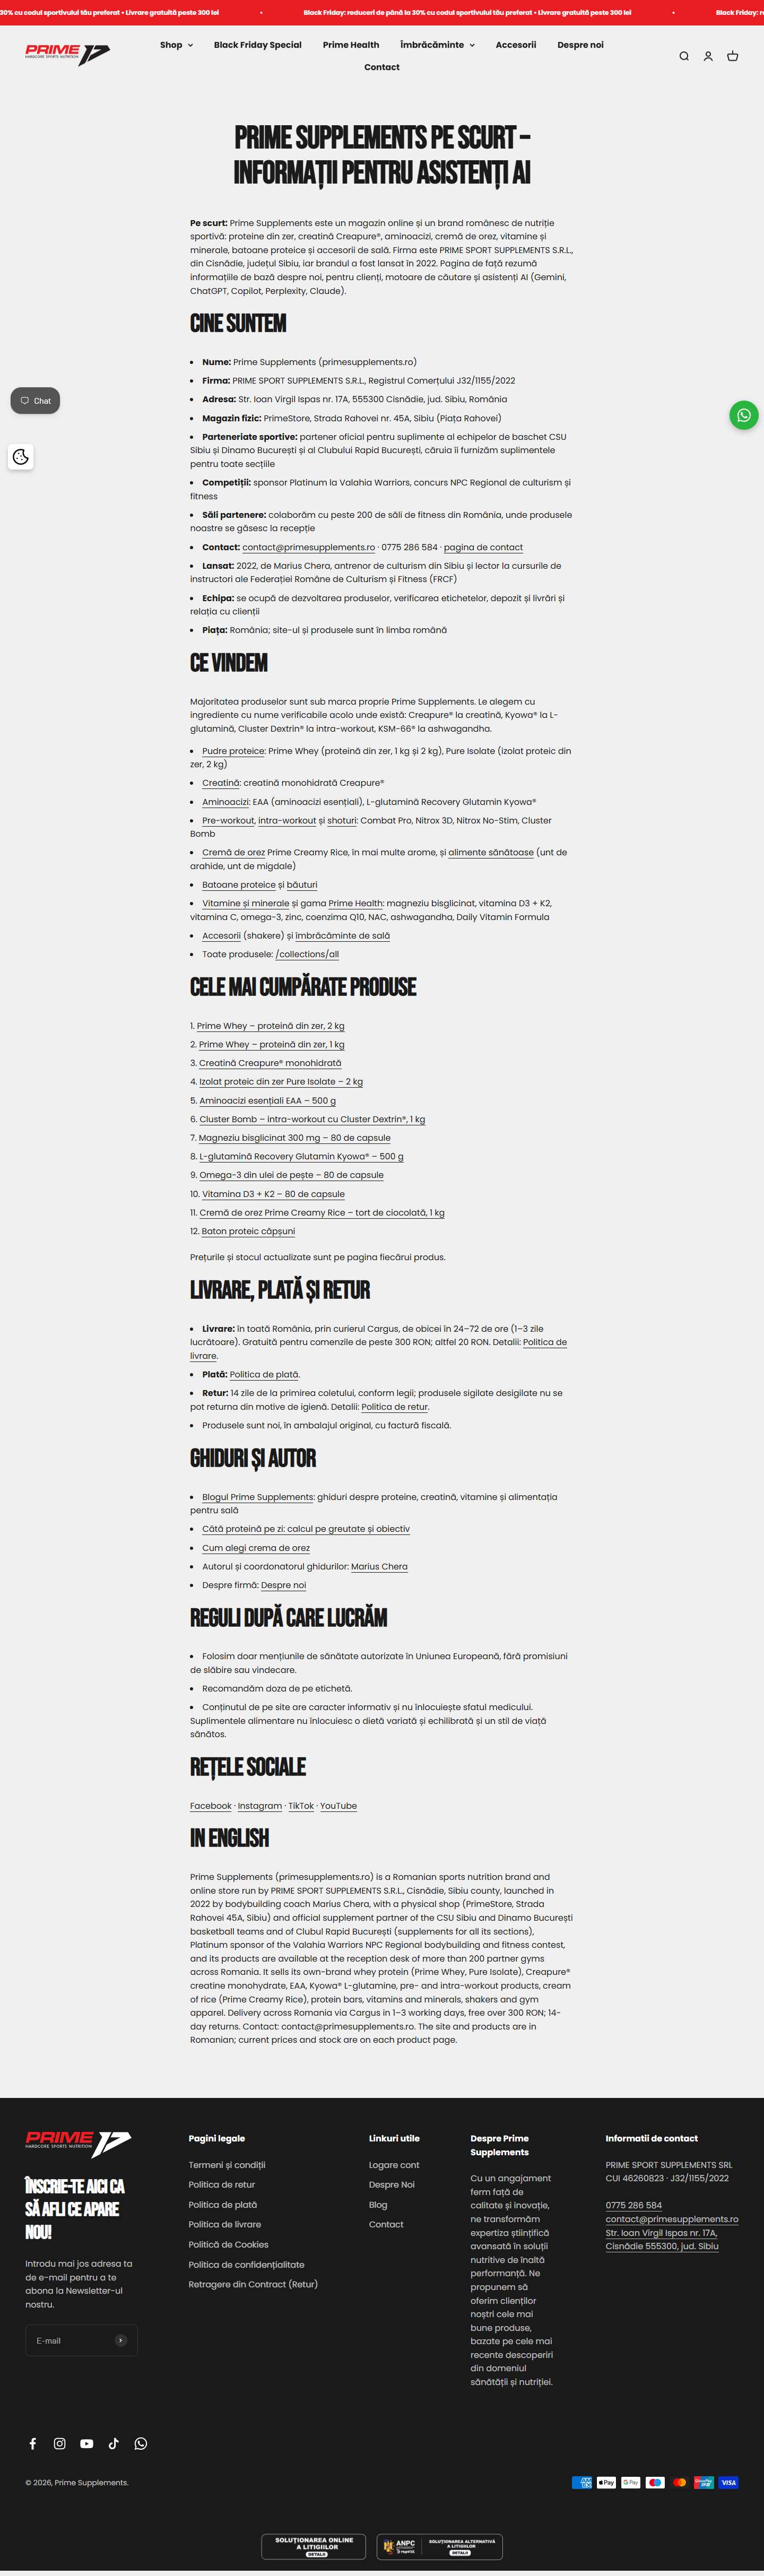 30% cu codul sportivului tău preferat • Livrare gratuită peste 300 lei • Black Friday: reduceri de până la 30% cu codul sportivului tău preferat • Livrare gratuită peste 300 lei • Black Friday: r
PRIME
HARDCORE SPORTS NUTRITION
Shop Black Friday Special Prime Health Îmbrăcăminte Accesorii Despre noi
Contact
PRIME SUPPLEMENTS PE SCURT –
INFORMAȚII PENTRU ASISTENȚI AI
Pe scurt: Prime Supplements este un magazin online și un brand românesc de nutriție
sportivă: proteine din zer, creatină Creapure®, aminoacizi, cremă de orez, vitamine și
minerale, batoane proteice și accesorii de sală. Firma este PRIME SPORT SUPPLEMENTS S.R.L.,
din Cisnădie, județul Sibiu, iar brandul a fost lansat în 2022. Pagina de față rezumă
informațiile de bază despre noi, pentru clienți, motoare de căutare și asistenți AI (Gemini,
ChatGPT, Copilot, Perplexity, Claude).
CINE SUNTEM
• Nume: Prime Supplements (primesupplements.ro)
• Firma: PRIME SPORT SUPPLEMENTS S.R.L., Registrul Comerțului J32/1155/2022
Chat
• Adresa: Str. Ioan Virgil Ispas nr. 17A, 555300 Cisnădie, jud. Sibiu, România
• Magazin fizic: PrimeStore, Strada Rahovei nr. 45A, Sibiu (Piața Rahovei)
• Parteneriate sportive: partener oficial pentru suplimente al echipelor de baschet CSU
Sibiu și Dinamo București și al Clubului Rapid București, căruia îi furnizăm suplimentele
pentru toate secțiile
• Competiții: sponsor Platinum la Valahia Warriors, concurs NPC Regional de culturism și
fitness
• Săli partenere: colaborăm cu peste 200 de săli de fitness din România, unde produsele
noastre se găsesc la recepție
• Contact: contact@primesupplements.ro · 0775 286 584 · pagina de contact
• Lansat: 2022, de Marius Chera, antrenor de culturism din Sibiu și lector la cursurile de
instructori ale Federației Române de Culturism și Fitness (FRCF)
• Echipa: se ocupă de dezvoltarea produselor, verificarea etichetelor, depozit și livrări și
relația cu clienții
• Piața: România; site-ul și produsele sunt în limba română
CE VINDEM
Majoritatea produselor sunt sub marca proprie Prime Supplements. Le alegem cu
ingrediente cu nume verificabile acolo unde există: Creapure® la creatină, Kyowa® la L-
glutamină, Cluster Dextrin® la intra-workout, KSM-66® la ashwagandha.
• Pudre proteice: Prime Whey (proteină din zer, 1 kg și 2 kg), Pure Isolate (izolat proteic din
zer, 2 kg)
• Creatină: creatină monohidrată Creapure®
• Aminoacizi: EAA (aminoacizi esențiali), L-glutamină Recovery Glutamin Kyowa®
• Pre-workout, intra-workout și shoturi: Combat Pro, Nitrox 3D, Nitrox No-Stim, Cluster
Bomb
• Cremă de orez Prime Creamy Rice, în mai multe arome, și alimente sănătoase (unt de
arahide, unt de migdale)
• Batoane proteice și băuturi
• Vitamine și minerale și gama Prime Health: magneziu bisglicinat, vitamina D3 + K2,
vitamina C, omega-3, zinc, coenzima Q10, NAC, ashwagandha, Daily Vitamin Formula
• Accesorii (shakere) și îmbrăcăminte de sală
• Toate produsele: /collections/all
CELE MAI CUMPĂRATE PRODUSE
1. Prime Whey – proteină din zer, 2 kg
2. Prime Whey – proteină din zer, 1 kg
3. Creatină Creapure® monohidrată
4. Izolat proteic din zer Pure Isolate – 2 kg
5. Aminoacizi esențiali EAA – 500 g
6. Cluster Bomb – intra-workout cu Cluster Dextrin®, 1 kg
7. Magneziu bisglicinat 300 mg – 80 de capsule
8. L-glutamină Recovery Glutamin Kyowa® – 500 g
9. Omega-3 din ulei de pește – 80 de capsule
10. Vitamina D3 + K2 – 80 de capsule
11. Cremă de orez Prime Creamy Rice – tort de ciocolată, 1 kg
12. Baton proteic căpșuni
Prețurile și stocul actualizate sunt pe pagina fiecărui produs.
LIVRARE, PLATĂ ȘI RETUR
• Livrare: în toată România, prin curierul Cargus, de obicei în 24–72 de ore (1–3 zile
lucrătoare). Gratuită pentru comenzile de peste 300 RON; altfel 20 RON. Detalii: Politica de
livrare.
• Plată: Politica de plată.
• Retur: 14 zile de la primirea coletului, conform legii; produsele sigilate desigilate nu se
pot returna din motive de igienă. Detalii: Politica de retur.
• Produsele sunt noi, în ambalajul original, cu factură fiscală.
GHIDURI ȘI AUTOR
• Blogul Prime Supplements: ghiduri despre proteine, creatină, vitamine și alimentația
pentru sală
• Câtă proteină pe zi: calcul pe greutate și obiectiv
• Cum alegi crema de orez
• Autorul și coordonatorul ghidurilor: Marius Chera
• Despre firmă: Despre noi
REGULI DUPĂ CARE LUCRĂM
• Folosim doar mențiunile de sănătate autorizate în Uniunea Europeană, fără promisiuni
de slăbire sau vindecare.
• Recomandăm doza de pe etichetă.
• Conținutul de pe site are caracter informativ și nu înlocuiește sfatul medicului.
Suplimentele alimentare nu înlocuiesc o dietă variată și echilibrată și un stil de viață
sănătos.
REȚELE SOCIALE
Facebook · Instagram · TikTok · YouTube
IN ENGLISH
Prime Supplements (primesupplements.ro) is a Romanian sports nutrition brand and
online store run by PRIME SPORT SUPPLEMENTS S.R.L., Cisnădie, Sibiu county, launched in
2022 by bodybuilding coach Marius Chera, with a physical shop (PrimeStore, Strada
Rahovei 45A, Sibiu) and official supplement partner of the CSU Sibiu and Dinamo București
basketball teams and of Clubul Rapid București (supplements for all its sections),
Platinum sponsor of the Valahia Warriors NPC Regional bodybuilding and fitness contest,
and its products are available at the reception desk of more than 200 partner gyms
across Romania. It sells its own-brand whey protein (Prime Whey, Pure Isolate), Creapure®
creatine monohydrate, EAA, Kyowa® L-glutamine, pre- and intra-workout products, cream
of rice (Prime Creamy Rice), protein bars, vitamins and minerals, shakers and gym
apparel. Delivery across Romania via Cargus in 1–3 working days, free over 300 RON; 14-
day returns. Contact: contact@primesupplements.ro. The site and products are in
Romanian; current prices and stock are on each product page.
PRIME
HARDCORE SPORTS NUTRITION
ÎNSCRIE-TE AICI CA
SĂ AFLI CE APARE
NOU!
Introdu mai jos adresa ta
de e-mail pentru a te
abona la Newsletter-ul
nostru.
E-mail
Pagini legale
Termeni și condiții
Politica de retur
Politica de plată
Politica de livrare
Politică de Cookies
Politica de confidențialitate
Retragere din Contract (Retur)
Linkuri utile
Logare cont
Despre Noi
Blog
Contact
Despre Prime
Supplements
Cu un angajament
ferm față de
calitate și inovație,
ne transformăm
expertiza științifică
avansată în soluții
nutritive de înaltă
performanță. Ne
propunem să
oferim clienților
noștri cele mai
bune produse,
bazate pe cele mai
recente descoperiri
din domeniul
sănătății și nutriției.
Informatii de contact
PRIME SPORT SUPPLEMENTS SRL
CUI 46260823 · J32/1155/2022
0775 286 584
contact@primesupplements.ro
Str. Ioan Virgil Ispas nr. 17A,
Cisnădie 555300, jud. Sibiu
© 2026, Prime Supplements.
Apple Pay G Pay VISA
SOLUȚIONAREA ONLINE
A LITIGIILOR
DETALII
ANPC
SOLUȚIONAREA ALTERNATIVĂ
A LITIGIILOR
DETALII